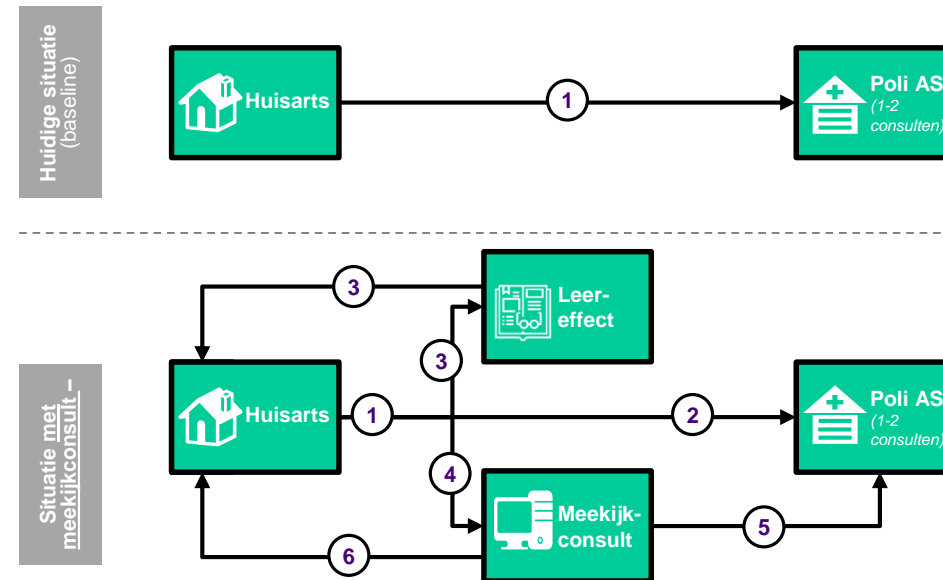 Huidige situatie
(baseline)
Huisarts
1
Poli AS
(1-2
consulten)
3
Leer-
effect
3
Situatie met
meekijkconsult –
Huisarts
1
2
Poli AS
(1-2
consulten)
4
Meekijk-
consult
5
6